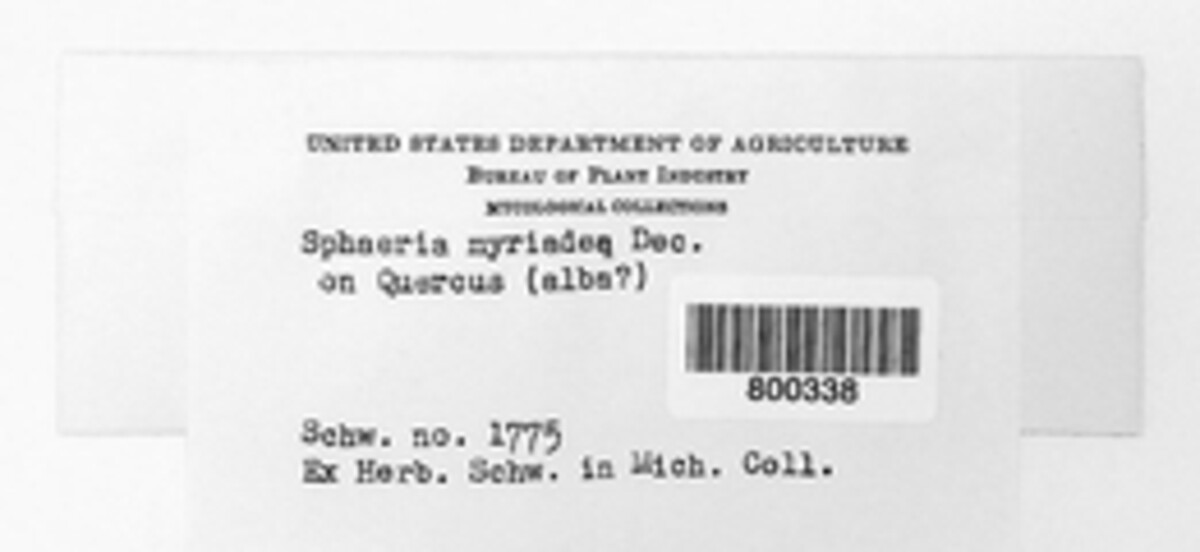 UNITED STATES DEPARTMENT OF AGRICULTURE
BUREAU OF PLANT INDUSTRY
MYCOLOGICAL COLLECTIONS
Sphaeria myriadea Dec.
on Quercus (alba?)
800338
Schw. no. 1775
Ex Herb. Schw. in Mich. Coll.